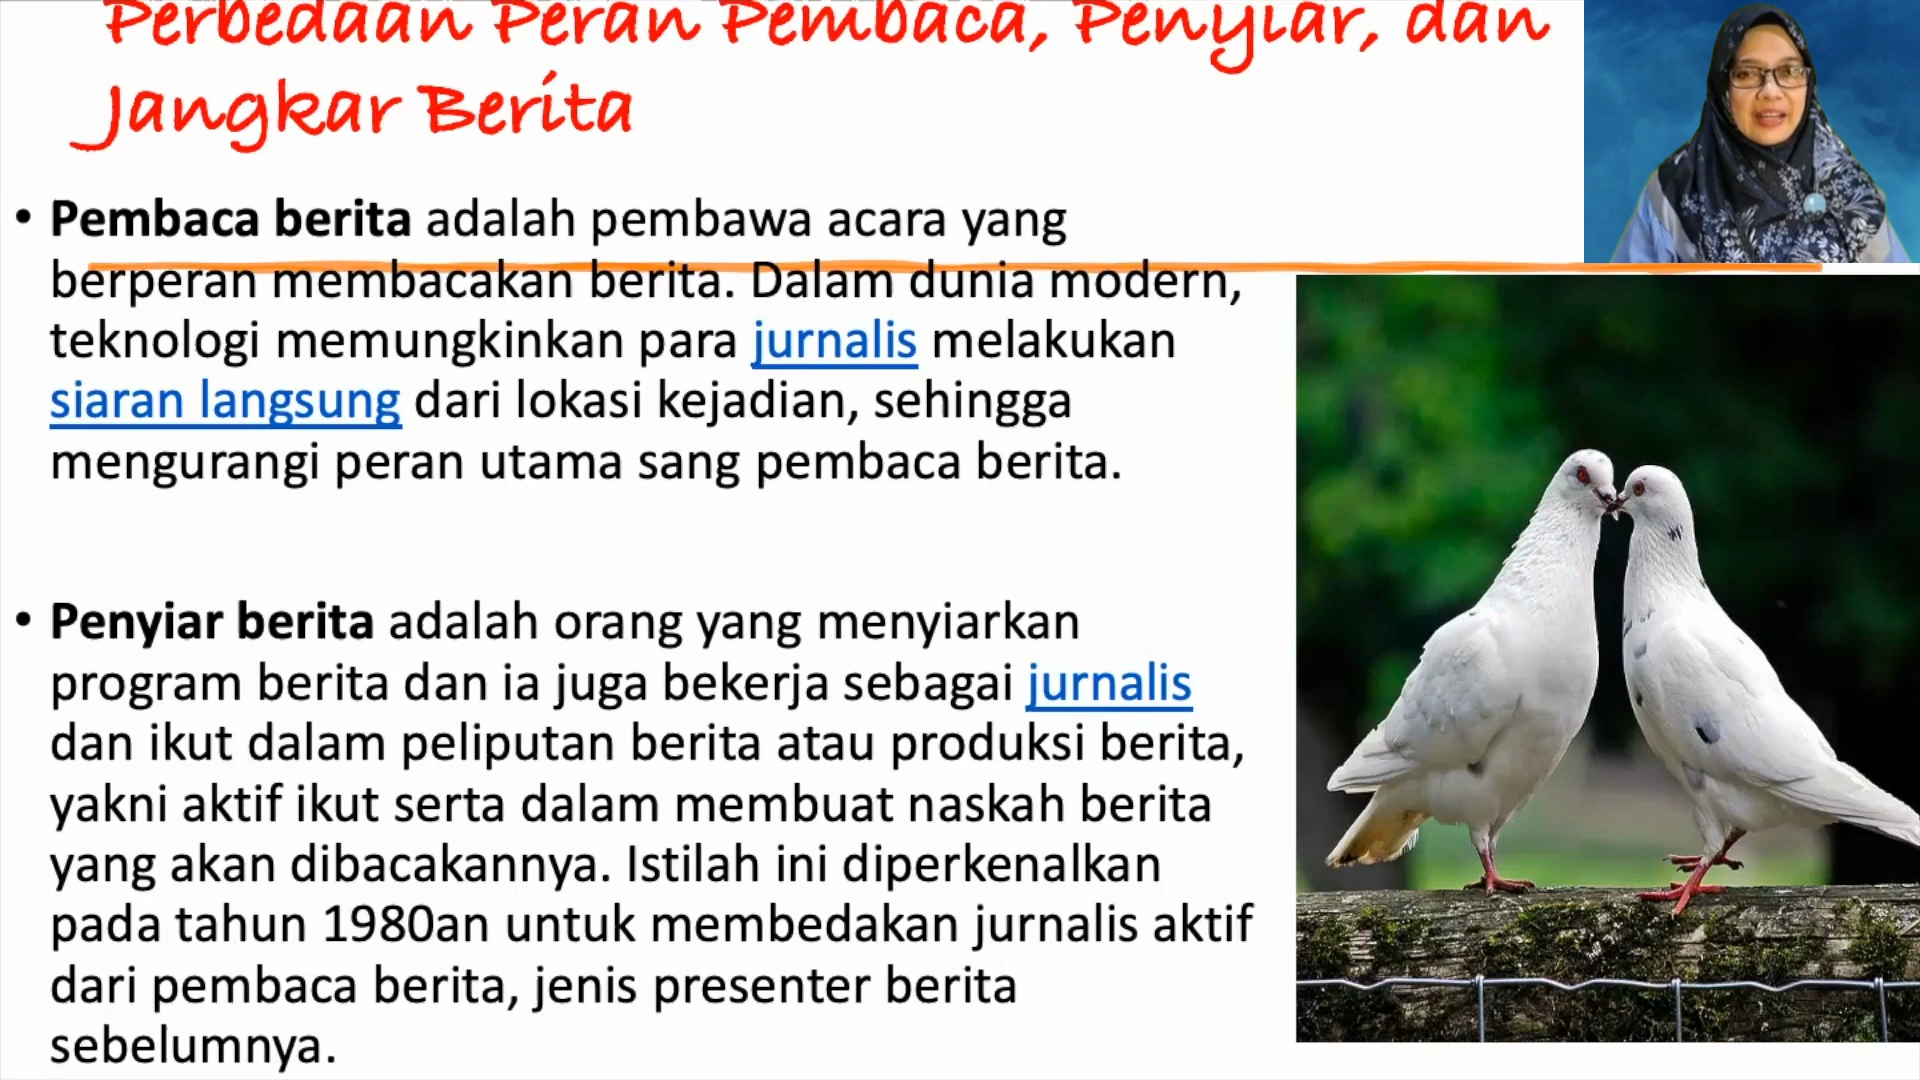 Perbedaan Peran Pembaca, Penyiar, dan
Jangkar Berita
• Pembaca berita adalah pembawa acara yang
berperan membacakan berita. Dalam dunia modern,
teknologi memungkinkan para jurnalis melakukan
siaran langsung dari lokasi kejadian, sehingga
mengurangi peran utama sang pembaca berita.
• Penyiar berita adalah orang yang menyiarkan
program berita dan ia juga bekerja sebagai jurnalis
dan ikut dalam peliputan berita atau produksi berita,
yakni aktif ikut serta dalam membuat naskah berita
yang akan dibacakannya. Istilah ini diperkenalkan
pada tahun 1980an untuk membedakan jurnalis aktif
dari pembaca berita, jenis presenter berita
sebelumnya.